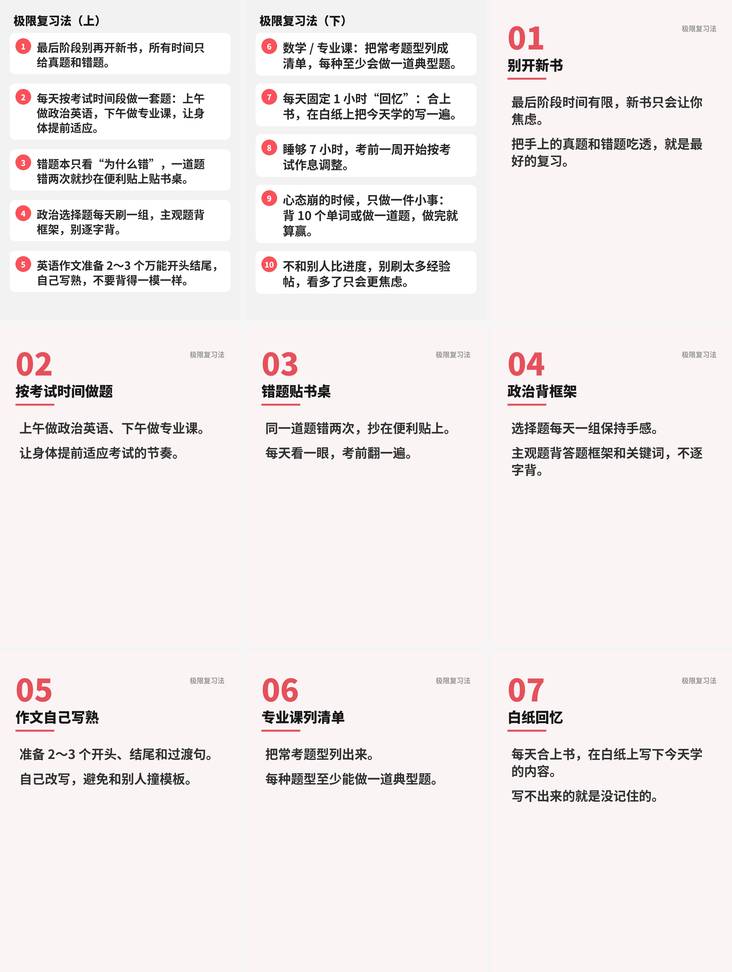 极限复习法（上）
1
最后阶段别再开新书，所有时间只
给真题和错题。
2
每天按考试时间段做一套题：上午
做政治英语，下午做专业课，让身
体提前适应。
3
错题本只看“为什么错”，一道题
错两次就抄在便利贴上贴书桌。
4
政治选择题每天刷一组，主观题背
框架，别逐字背。
5
英语作文准备 2～3 个万能开头结尾，
自己写熟，不要背得一模一样。
极限复习法（下）
6
数学 / 专业课：把常考题型列成
清单，每种至少会做一道典型题。
7
每天固定 1 小时“回忆”：合上
书，在白纸上把今天学的写一遍。
8
睡够 7 小时，考前一周开始按考
试作息调整。
9
心态崩的时候，只做一件小事：
背 10 个单词或做一道题，做完就
算赢。
10
不和别人比进度，别刷太多经验
帖，看多了只会更焦虑。
01
极限复习法
别开新书
最后阶段时间有限，新书只会让你
焦虑。
把手上的真题和错题吃透，就是最
好的复习。
02
极限复习法
按考试时间做题
上午做政治英语、下午做专业课。
让身体提前适应考试的节奏。
03
极限复习法
错题贴书桌
同一道题错两次，抄在便利贴上。
每天看一眼，考前翻一遍。
04
极限复习法
政治背框架
选择题每天一组保持手感。
主观题背答题框架和关键词，不逐
字背。
05
极限复习法
作文自己写熟
准备 2～3 个开头、结尾和过渡句。
自己改写，避免和别人撞模板。
06
极限复习法
专业课列清单
把常考题型列出来。
每种题型至少能做一道典型题。
07
极限复习法
白纸回忆
每天合上书，在白纸上写下今天学
的内容。
写不出来的就是没记住的。